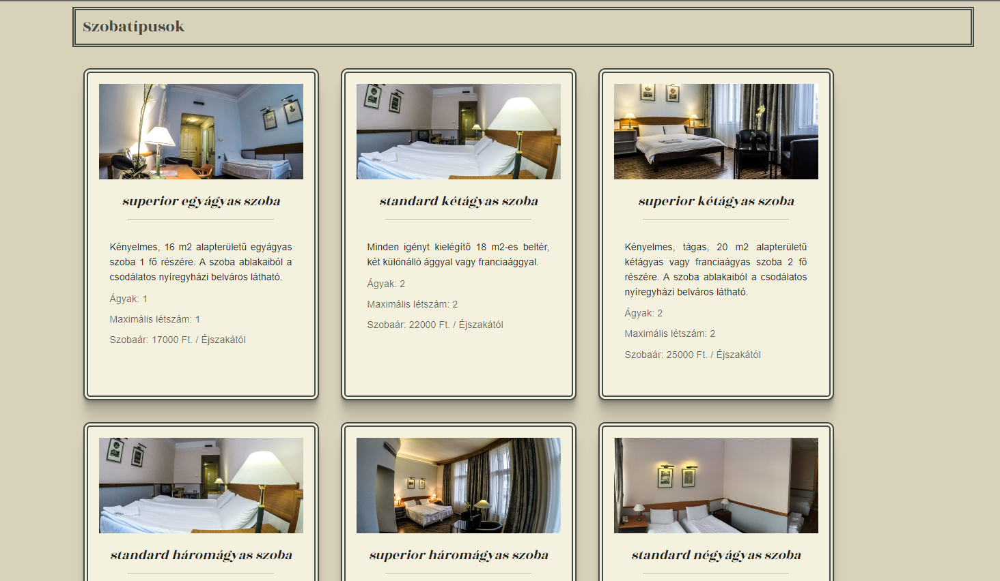 Szobatípusok
superior egyágyas szoba
Kényelmes, 16 m2 alapterületű egyágyas
szoba 1 fő részére. A szoba ablakaiból a
csodálatos nyíregyházi belváros látható.
Ágyak: 1
Maximális létszám: 1
Szobaár: 17000 Ft. / Éjszakától
standard kétágyas szoba
Minden igényt kielégítő 18 m2-es beltér,
két különálló ággyal vagy franciaággyal.
Ágyak: 2
Maximális létszám: 2
Szobaár: 22000 Ft. / Éjszakától
superior kétágyas szoba
Kényelmes, tágas, 20 m2 alapterületű
kétágyas vagy franciaágyas szoba 2 fő
részére. A szoba ablakaiból a csodálatos
nyíregyházi belváros látható.
Ágyak: 2
Maximális létszám: 2
Szobaár: 25000 Ft. / Éjszakától
standard háromágyas szoba
superior háromágyas szoba
standard négyágyas szoba